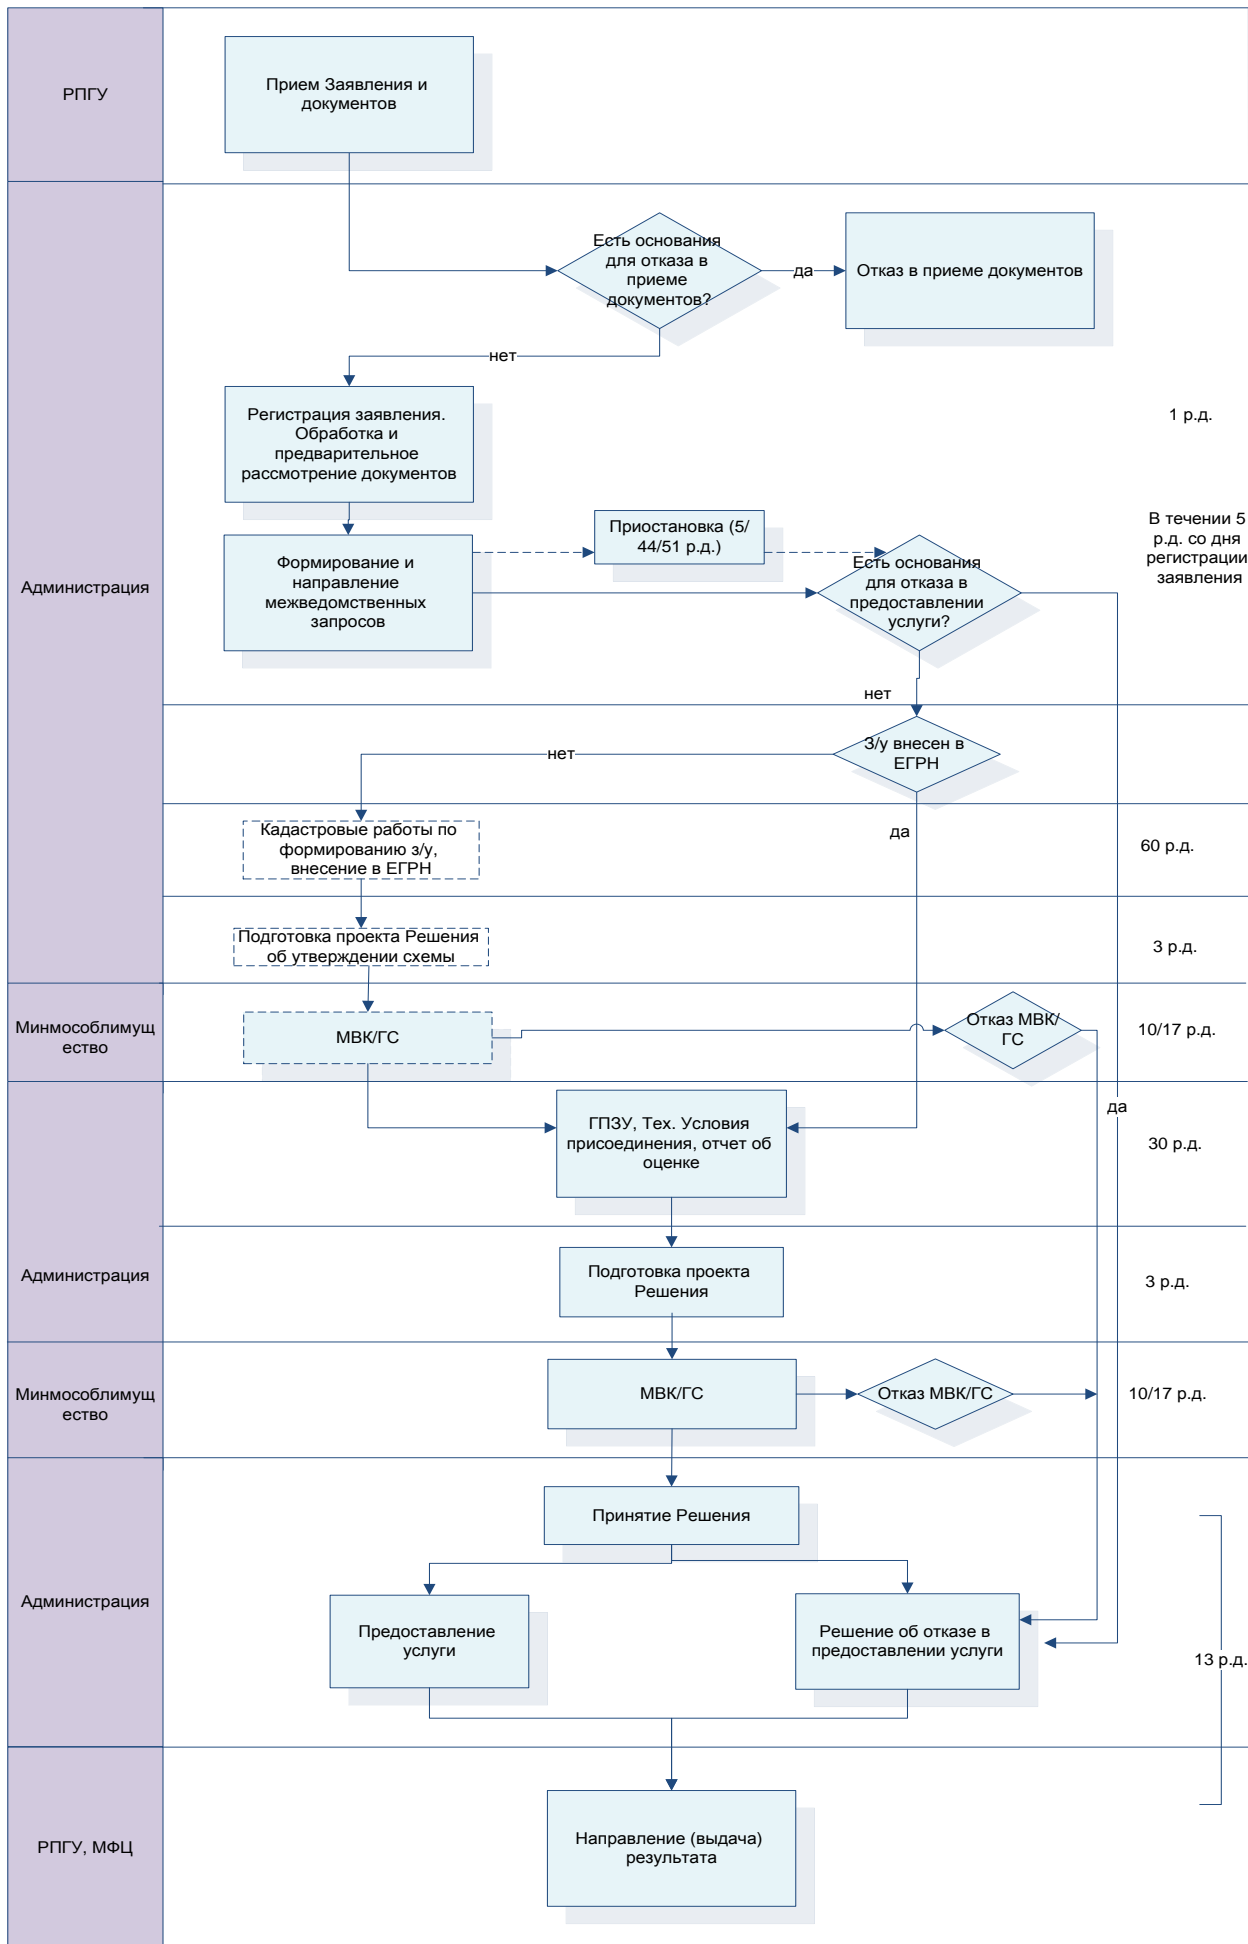 РПГУ
Прием Заявления и
документов
Есть основания
для отказа в
приеме
документов?
да
Отказ в приеме документов
нет
Регистрация заявления.
Обработка и
предварительное
рассмотрение документов
1 р.д.
Администрация
Формирование и
направление
межведомственных
запросов
Приостановка (5/
44/51 р.д.)
Есть основания
для отказа в
предоставлении
услуги?
В течении 5
р.д. со дня
регистрации
заявления
нет
З/у внесен в
ЕГРН
нет
да
Кадастровые работы по
формированию з/у,
внесение в ЕГРН
60 р.д.
Подготовка проекта Решения
об утверждении схемы
3 р.д.
Минмособлимущ
ество
МВК/ГС
Отказ МВК/
ГС
10/17 р.д.
да
ГПЗУ, Тех. Условия
присоединения, отчет об
оценке
30 р.д.
Администрация
Подготовка проекта
Решения
3 р.д.
Минмособлимущ
ество
МВК/ГС
Отказ МВК/ГС
10/17 р.д.
Принятие Решения
Администрация
Предоставление
услуги
Решение об отказе в
предоставлении услуги
13 р.д.
РПГУ, МФЦ
Направление (выдача)
результата